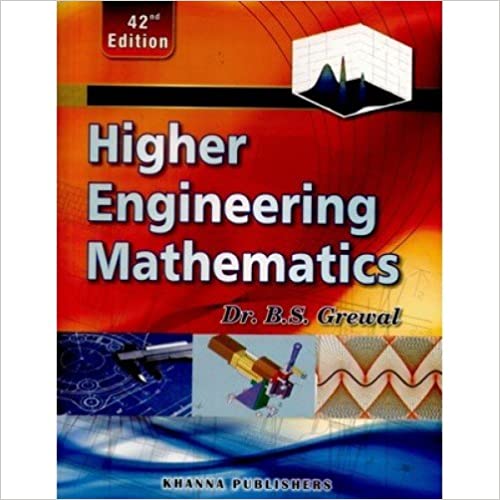 42nd
Edition
Higher
Engineering
Mathematics
Dr. B.S. Grewal
KHANNA PUBLISHERS